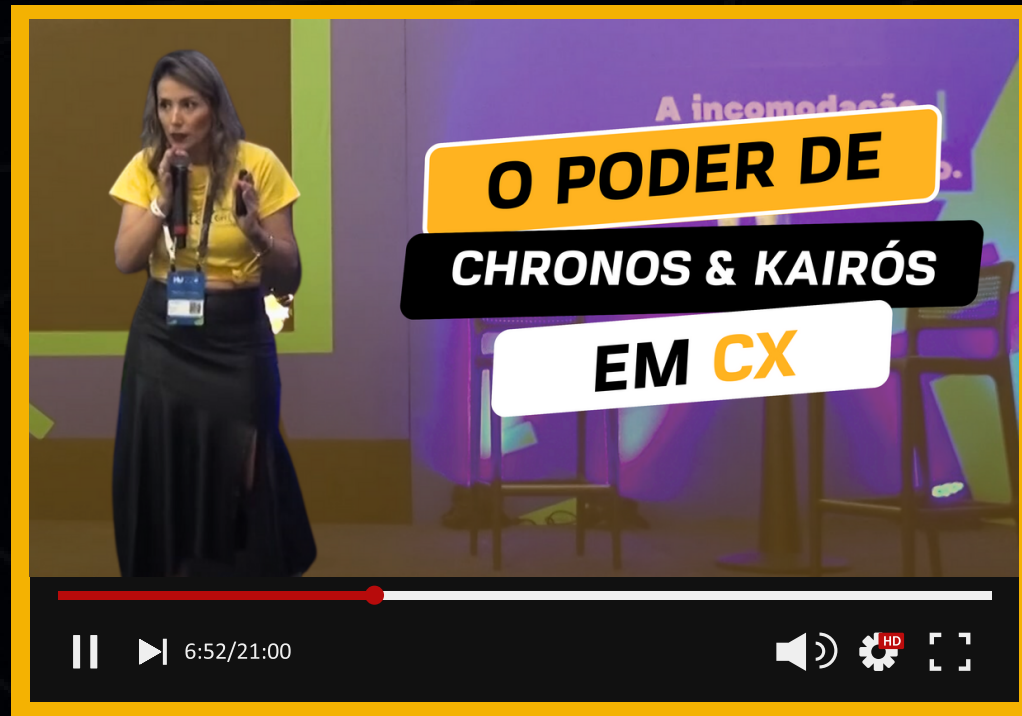 A incomodação
O PODER DE
CHRONOS & KAIRÓS
EM CX
6:52/21:00
HD